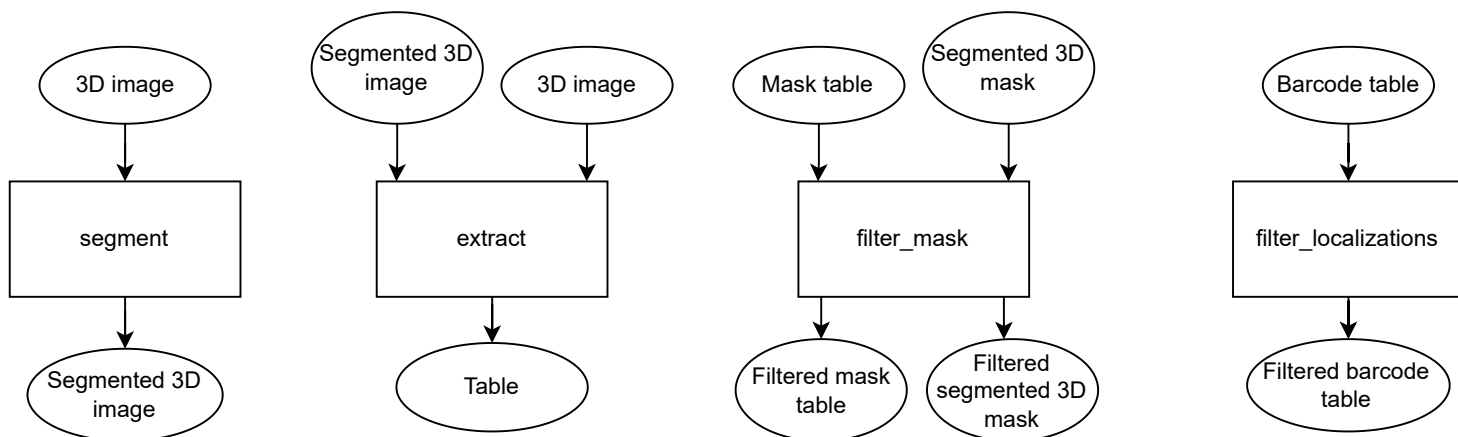 3D image
segment
Segmented 3D
image
Segmented 3D
image
3D image
extract
Table
Mask table
Segmented 3D
mask
filter_mask
Filtered mask
table
Filtered
segmented 3D
mask
Barcode table
filter_localizations
Filtered barcode
table